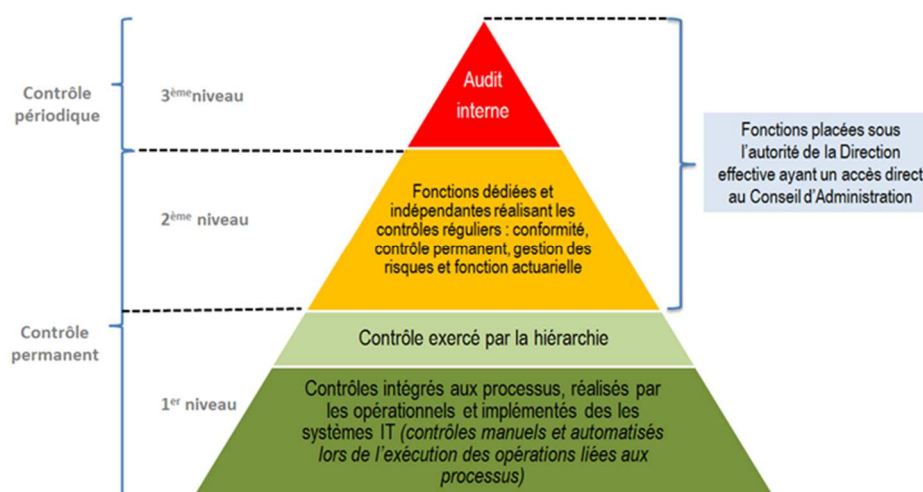 Contrôle
périodique
3èmeniveau
Audit
interne
Fonctions placées sous
l'autorité de la Direction
effective ayant un accès direct
au Conseil d'Administration
2ème niveau
Fonctions dédiées et
indépendantes réalisant les
contrôles réguliers : conformité,
contrôle permanent, gestion des
risques et fonction actuarielle
Contrôle
permanent
Contrôle exercé par la hiérarchie
1er niveau
Contrôles intégrés aux processus, réalisés par
les opérationnels et implémentés des les
systèmes IT (contrôles manuels et automatisés
lors de l'exécution des opérations liées aux
processus)